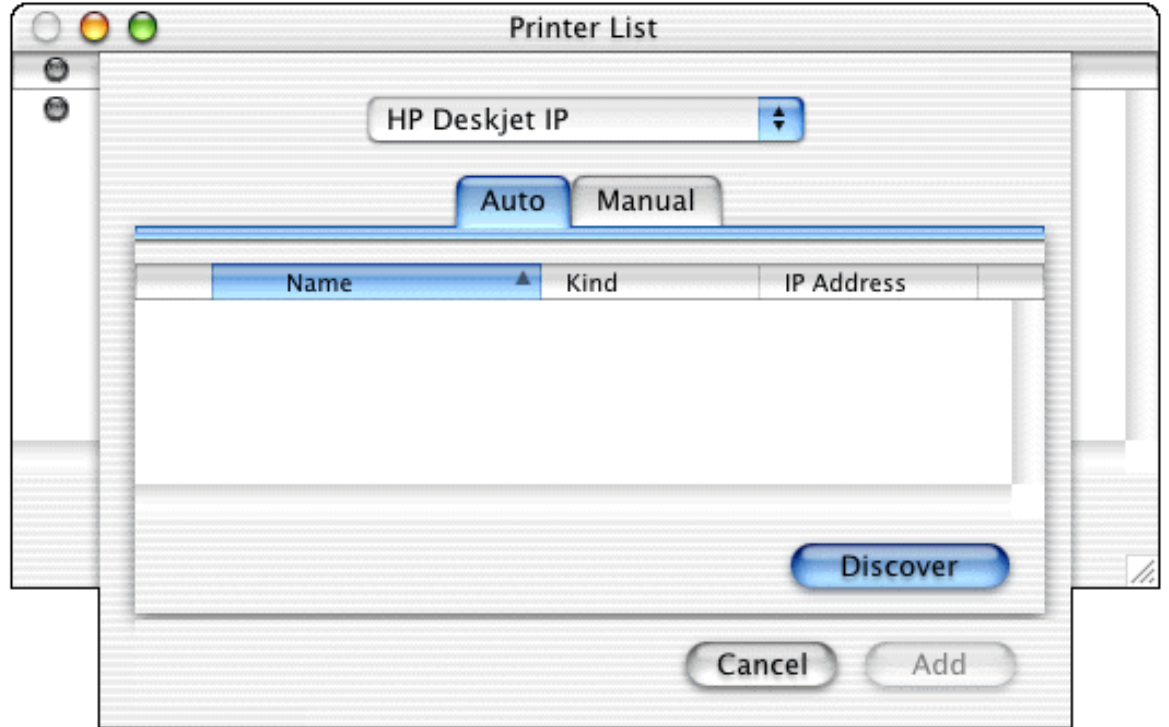 Printer List
HP Deskjet IP
Auto Manual
Name Kind IP Address
Discover
Cancel Add